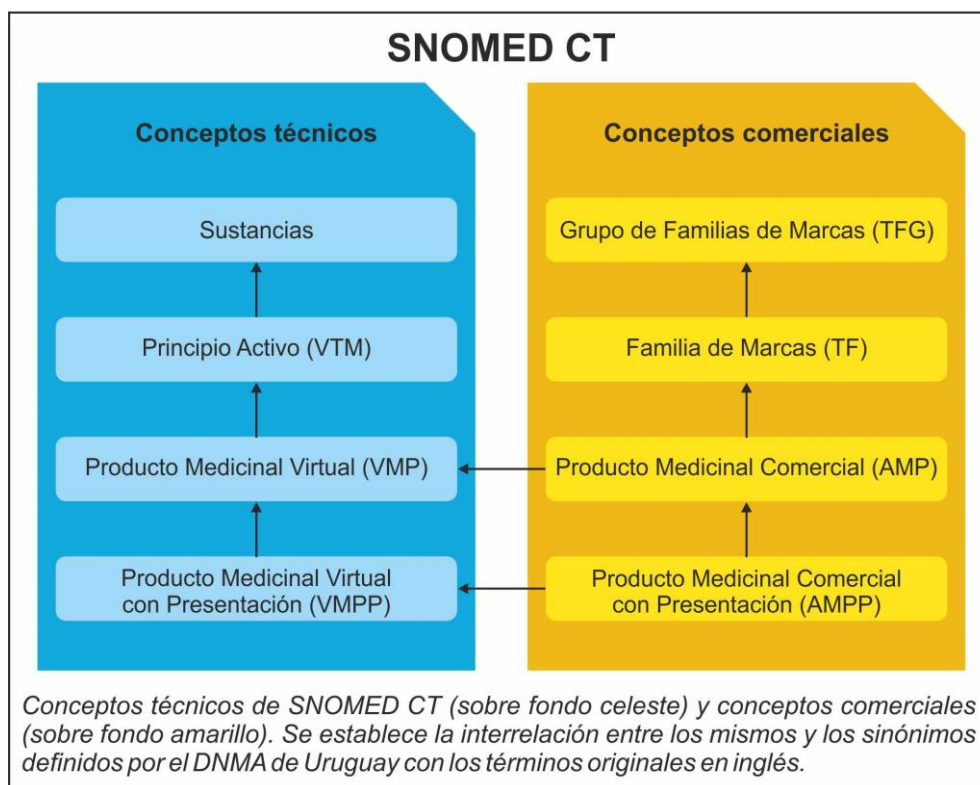 SNOMED CT
Conceptos técnicos
Sustancias
Principio Activo (VTM)
Producto Medicinal Virtual (VMP)
Producto Medicinal Virtual
con Presentación (VMPP)
Conceptos comerciales
Grupo de Familias de Marcas (TFG)
Familia de Marcas (TF)
Producto Medicinal Comercial (AMP)
Producto Medicinal Comercial
con Presentación (AMPP)
Conceptos técnicos de SNOMED CT (sobre fondo celeste) y conceptos comerciales
(sobre fondo amarillo). Se establece la interrelación entre los mismos y los sinónimos
definidos por el DNMA de Uruguay con los términos originales en inglés.